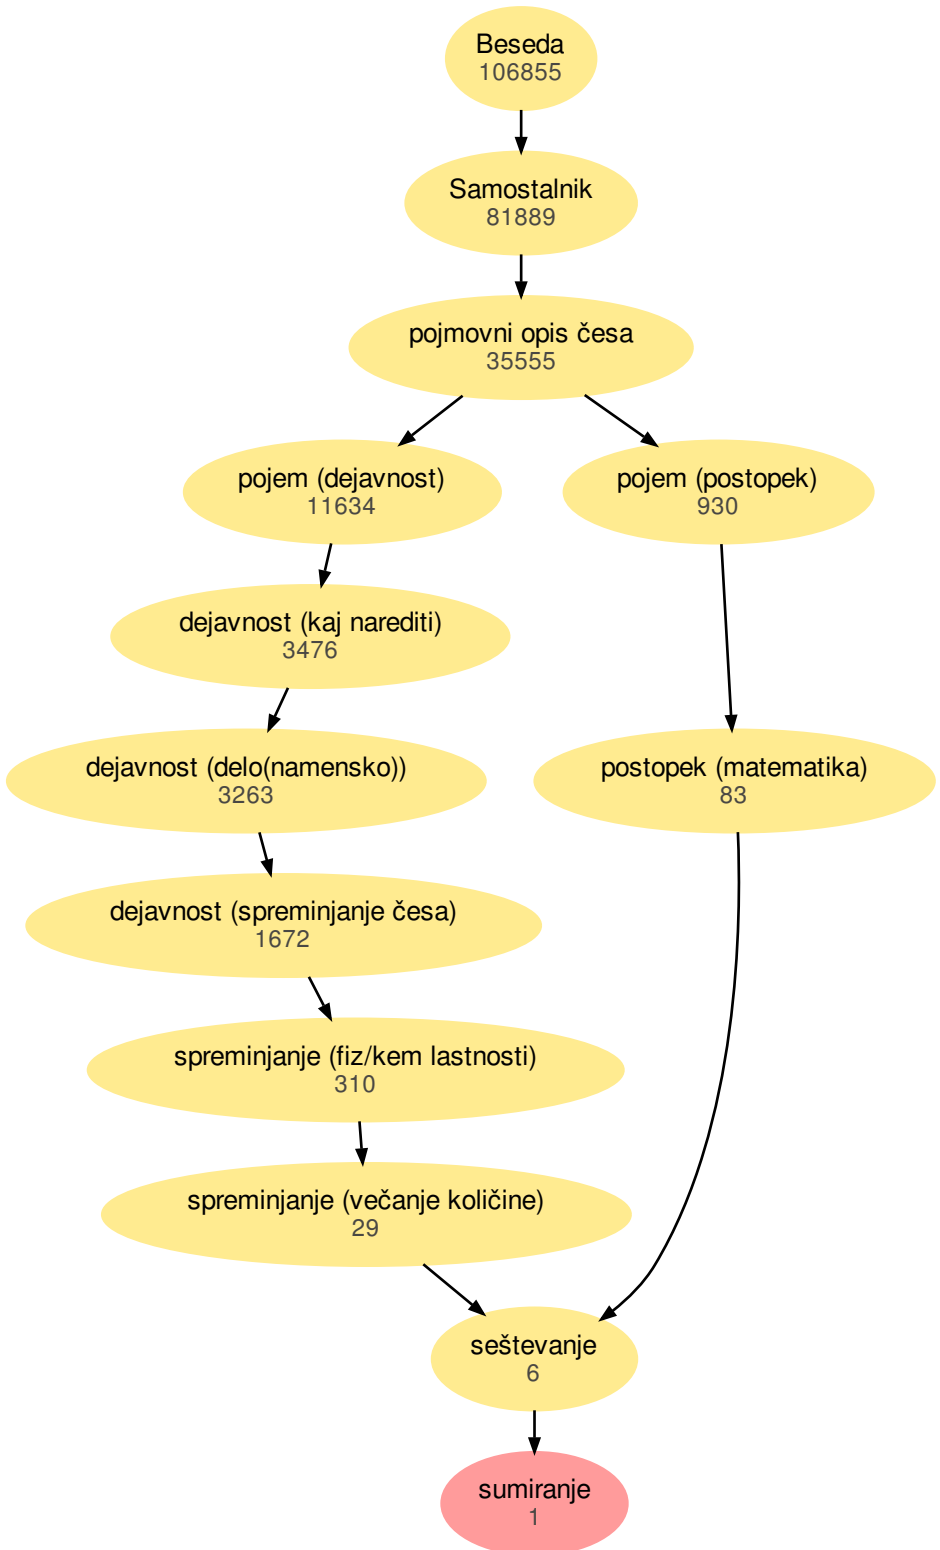 Beseda
106855
Samostalnik
81889
pojmovni opis česa
35555
pojem (dejavnost)
11634
pojem (postopek)
930
dejavnost (kaj narediti)
3476
dejavnost (delo(namensko))
3263
postopek (matematika)
83
dejavnost (spreminjanje česa)
1672
spreminjanje (fiz/kem lastnosti)
310
spreminjanje (večanje količine)
29
seštevanje
6
sumiranje
1